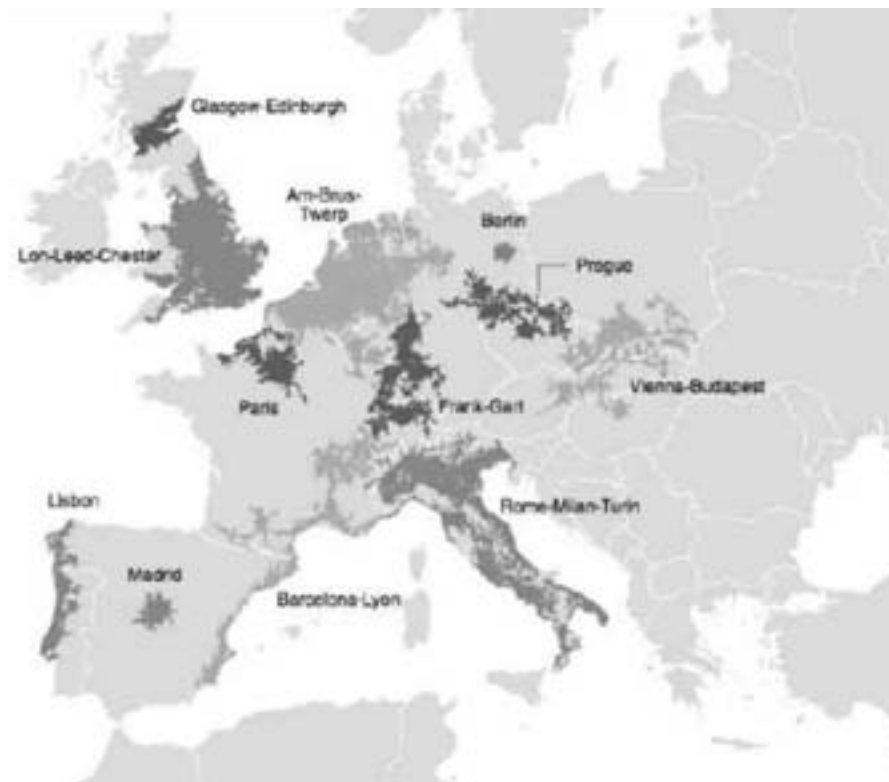 Glasgow-Edinburgh
Am-Brus-
Twerp
Berlin
Lon-Leed-Chester
Prague
Vienna-Budapest
Paris
Frank-Gart
Lisbon
Rome-Milan-Turin
Madrid
Barcelona-Lyon